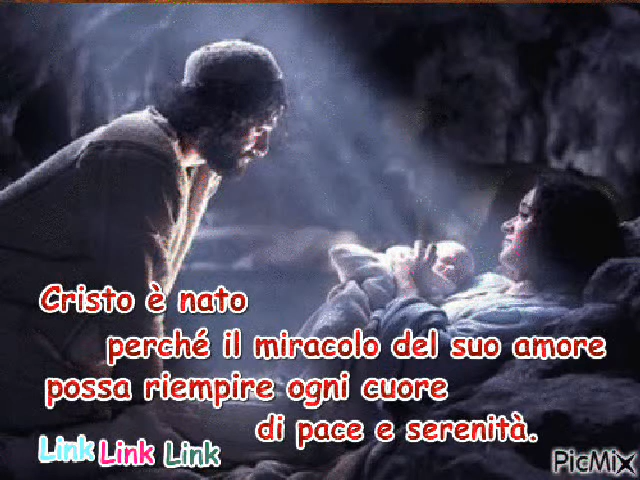 Cristo è nato
perché il miracolo del suo amore
possa riempire ogni cuore
di pace e serenità.
Link Link Link
PicMix